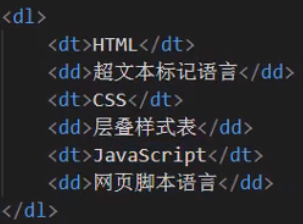 <dl>
<dt>HTML</dt>
<dd>超文本标记语言</dd>
<dt>CSS</dt>
<dd>层叠样式表</dd>
<dt>JavaScript</dt>
<dd>网页脚本语言</dd>
</dl>